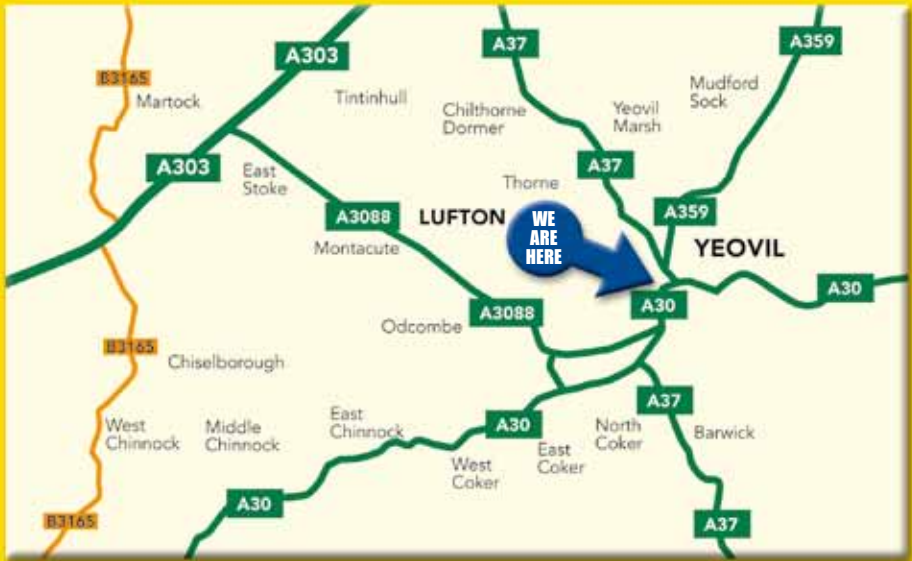 A37
A359
A303
B3165
Mudford
Sock
Tintinhull
Martock
Chilthorne
Dormer
Yeovil
Marsh
A303
A37
East
Stoke
Thorne
A3088
LUFTON
WE
ARE
HERE
A359
Montacute
YEOVIL
A30
A30
A3088
Odcombe
B3165
Chiselborough
A37
West
Chinnock
Middle
Chinnock
East
Chinnock
A30
North
Coker
Barwick
East
Coker
West
Coker
A30
B3165
A37